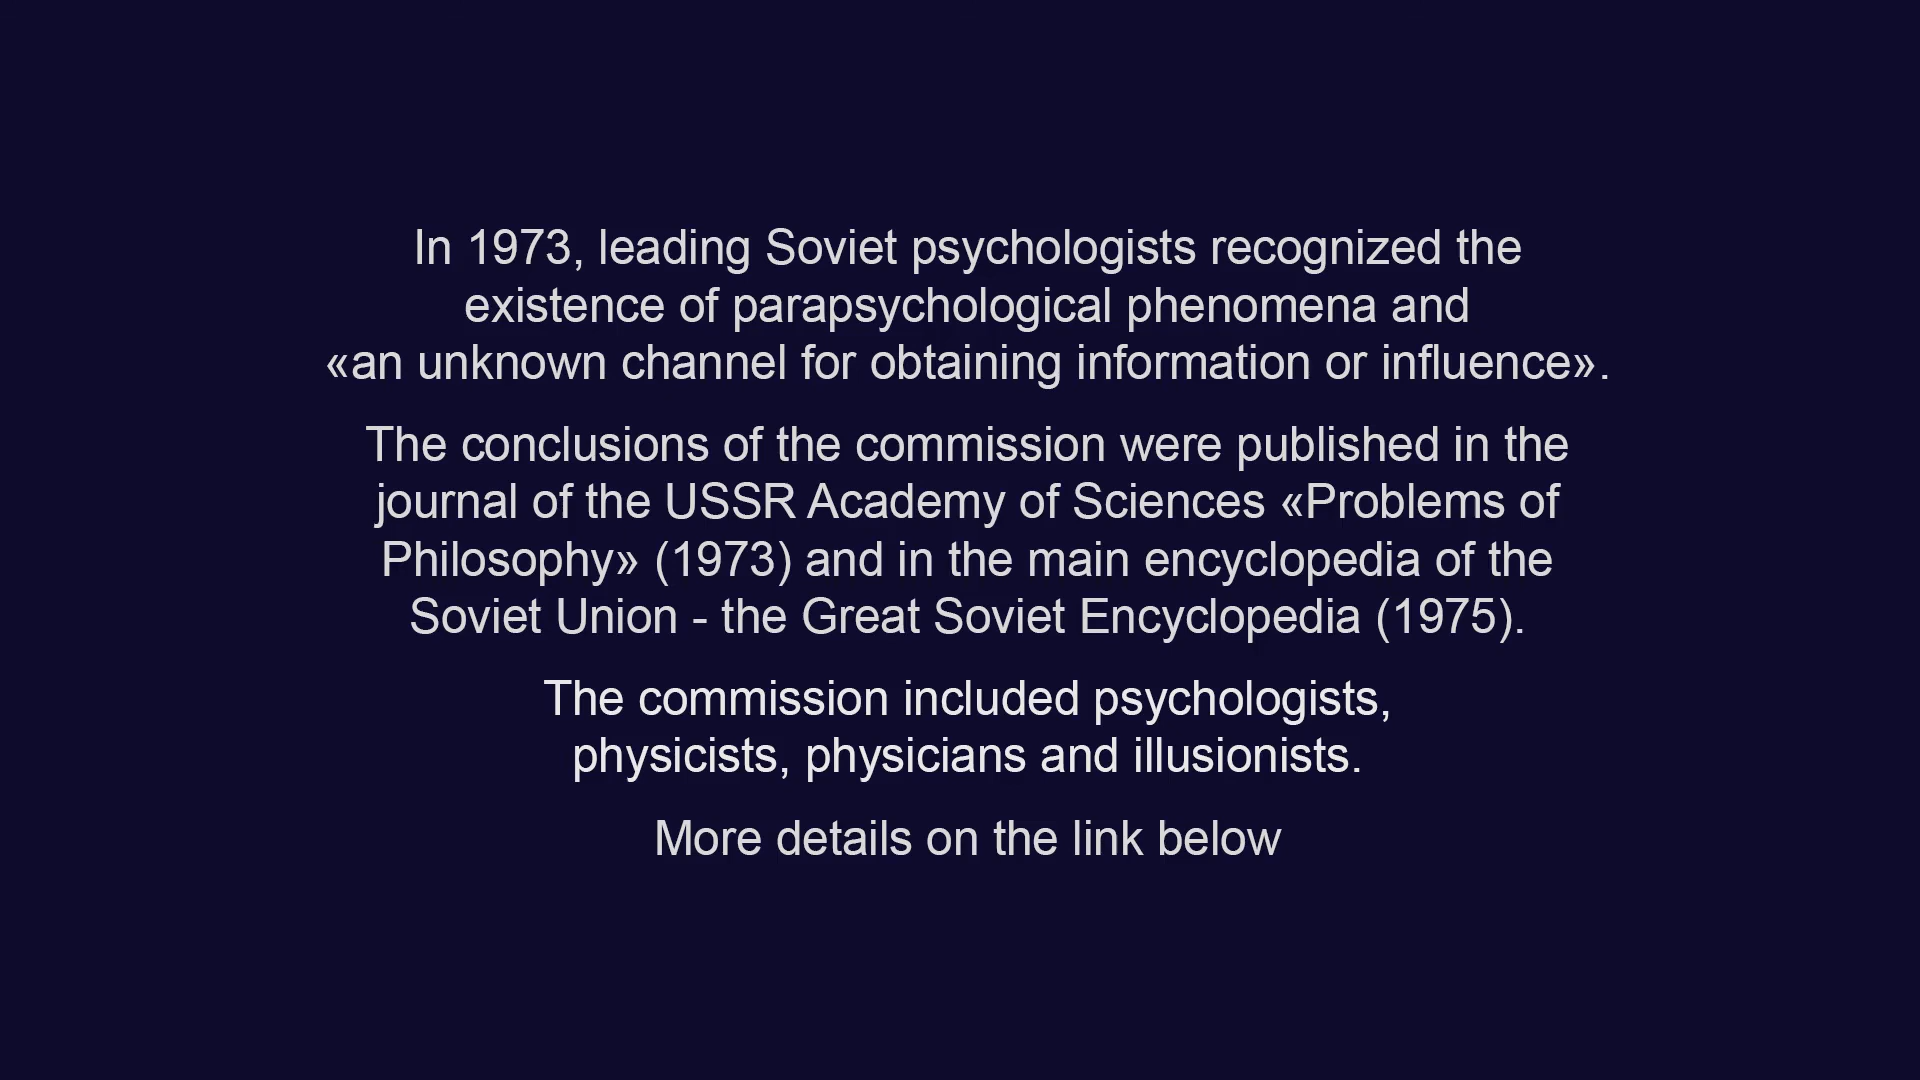 In 1973, leading Soviet psychologists recognized the
existence of parapsychological phenomena and
«an unknown channel for obtaining information or influence».
The conclusions of the commission were published in the
journal of the USSR Academy of Sciences «Problems of
Philosophy» (1973) and in the main encyclopedia of the
Soviet Union - the Great Soviet Encyclopedia (1975).
The commission included psychologists,
physicists, physicians and illusionists.
More details on the link below